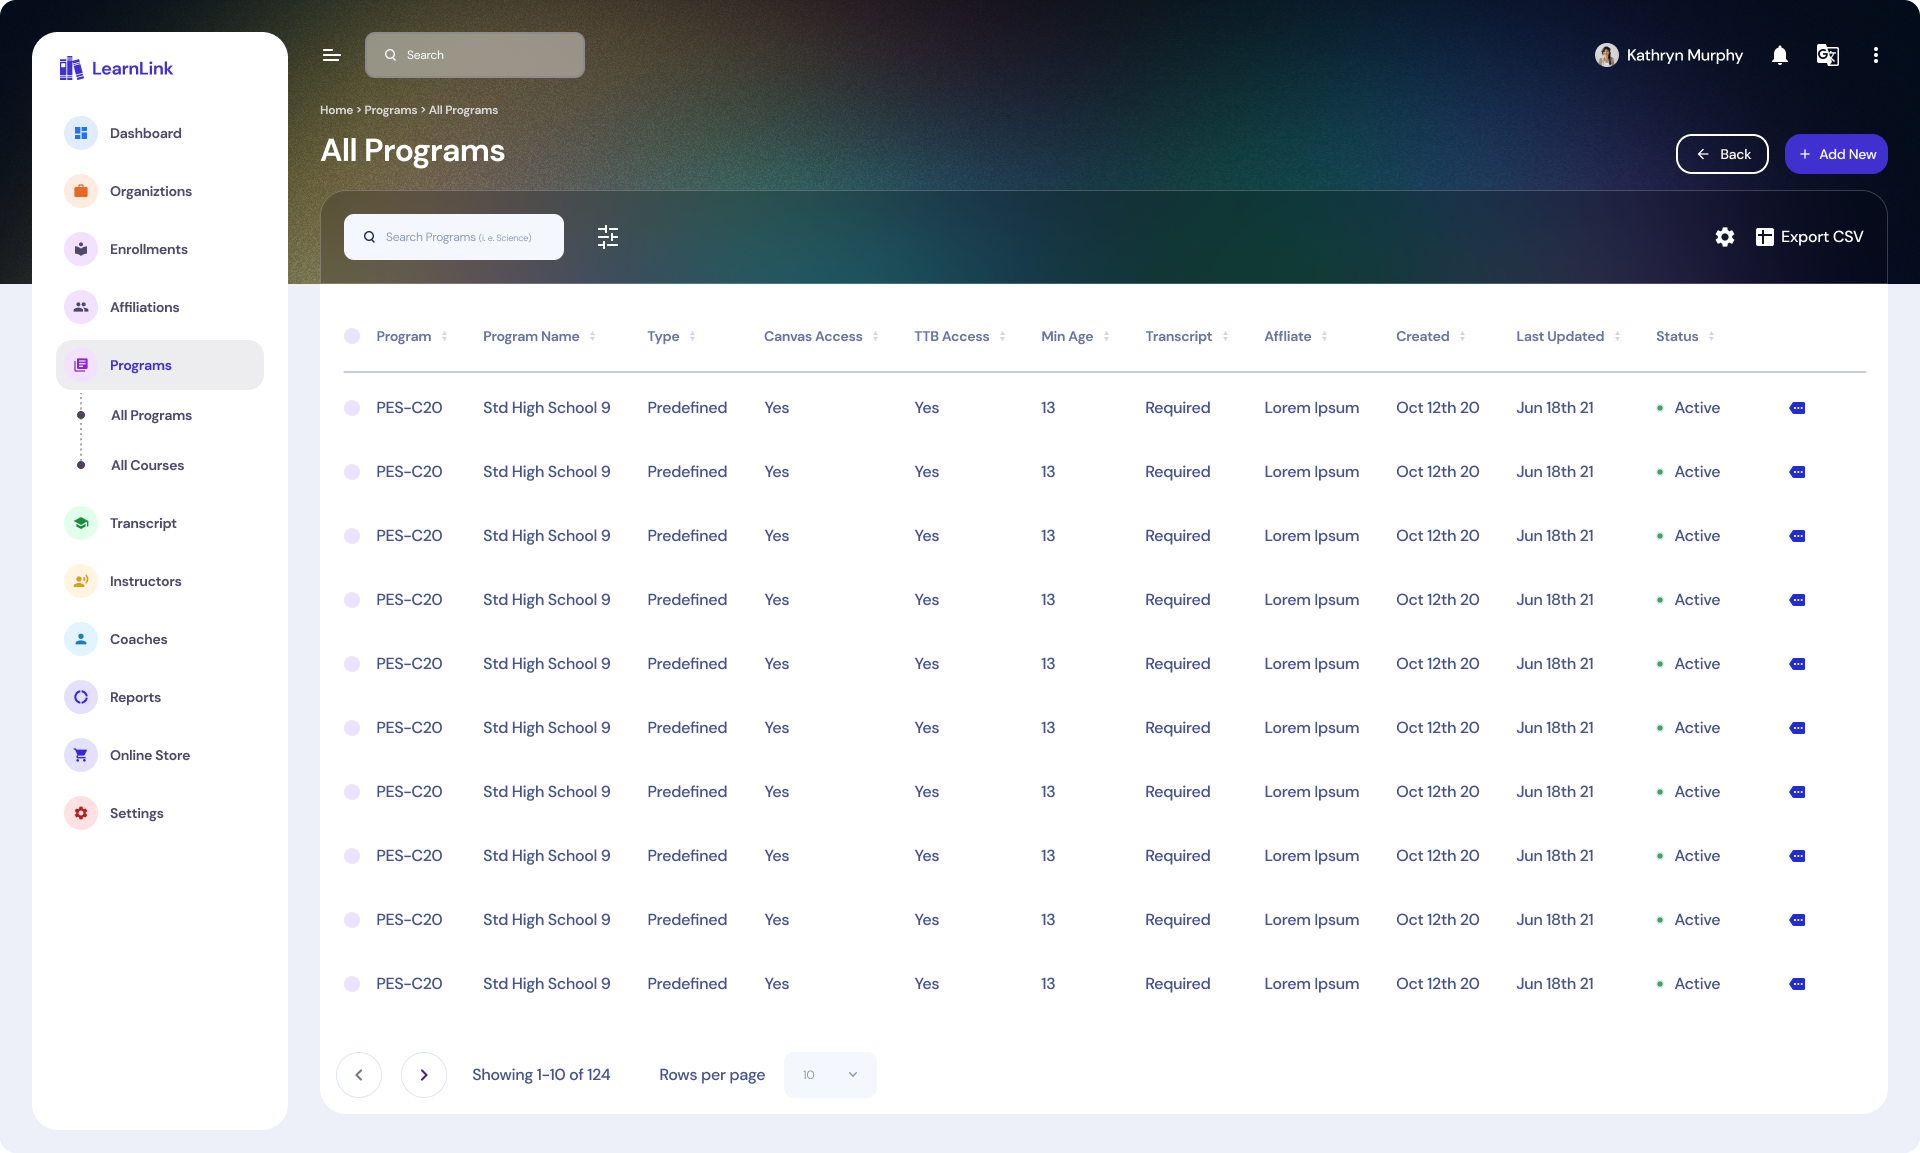 LearnLink
Dashboard
Organiztions
Enrollments
Affiliations
Programs
All Programs
All Courses
Transcript
Instructors
Coaches
Reports
Online Store
Settings
Search
Kathryn Murphy
Home > Programs > All Programs
All Programs
Back
+ Add New
Search Programs (i. e. Science)
Export CSV
Program Program Name Type Canvas Access TTB Access Min Age Transcript Affliate Created Last Updated Status
PES-C20 Std High School 9 Predefined Yes Yes 13 Required Lorem Ipsum Oct 12th 20 Jun 18th 21 Active
PES-C20 Std High School 9 Predefined Yes Yes 13 Required Lorem Ipsum Oct 12th 20 Jun 18th 21 Active
PES-C20 Std High School 9 Predefined Yes Yes 13 Required Lorem Ipsum Oct 12th 20 Jun 18th 21 Active
PES-C20 Std High School 9 Predefined Yes Yes 13 Required Lorem Ipsum Oct 12th 20 Jun 18th 21 Active
PES-C20 Std High School 9 Predefined Yes Yes 13 Required Lorem Ipsum Oct 12th 20 Jun 18th 21 Active
PES-C20 Std High School 9 Predefined Yes Yes 13 Required Lorem Ipsum Oct 12th 20 Jun 18th 21 Active
PES-C20 Std High School 9 Predefined Yes Yes 13 Required Lorem Ipsum Oct 12th 20 Jun 18th 21 Active
PES-C20 Std High School 9 Predefined Yes Yes 13 Required Lorem Ipsum Oct 12th 20 Jun 18th 21 Active
PES-C20 Std High School 9 Predefined Yes Yes 13 Required Lorem Ipsum Oct 12th 20 Jun 18th 21 Active
PES-C20 Std High School 9 Predefined Yes Yes 13 Required Lorem Ipsum Oct 12th 20 Jun 18th 21 Active
Showing 1-10 of 124 Rows per page 10